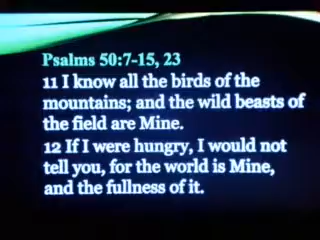 Psalms 50:7-15, 23
11 I know all the birds of the
mountains; and the wild beasts of
the field are Mine.
12 If I were hungry, I would not
tell you, for the world is Mine,
and the fullness of it.